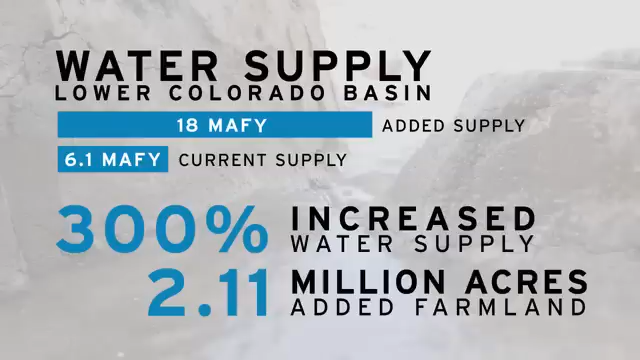 WATER SUPPLY
LOWER COLORADO BASIN
18 MAFY ADDED SUPPLY
6.1 MAFY CURRENT SUPPLY
300% INCREASED WATER SUPPLY
2.11 MILLION ACRES ADDED FARMLAND